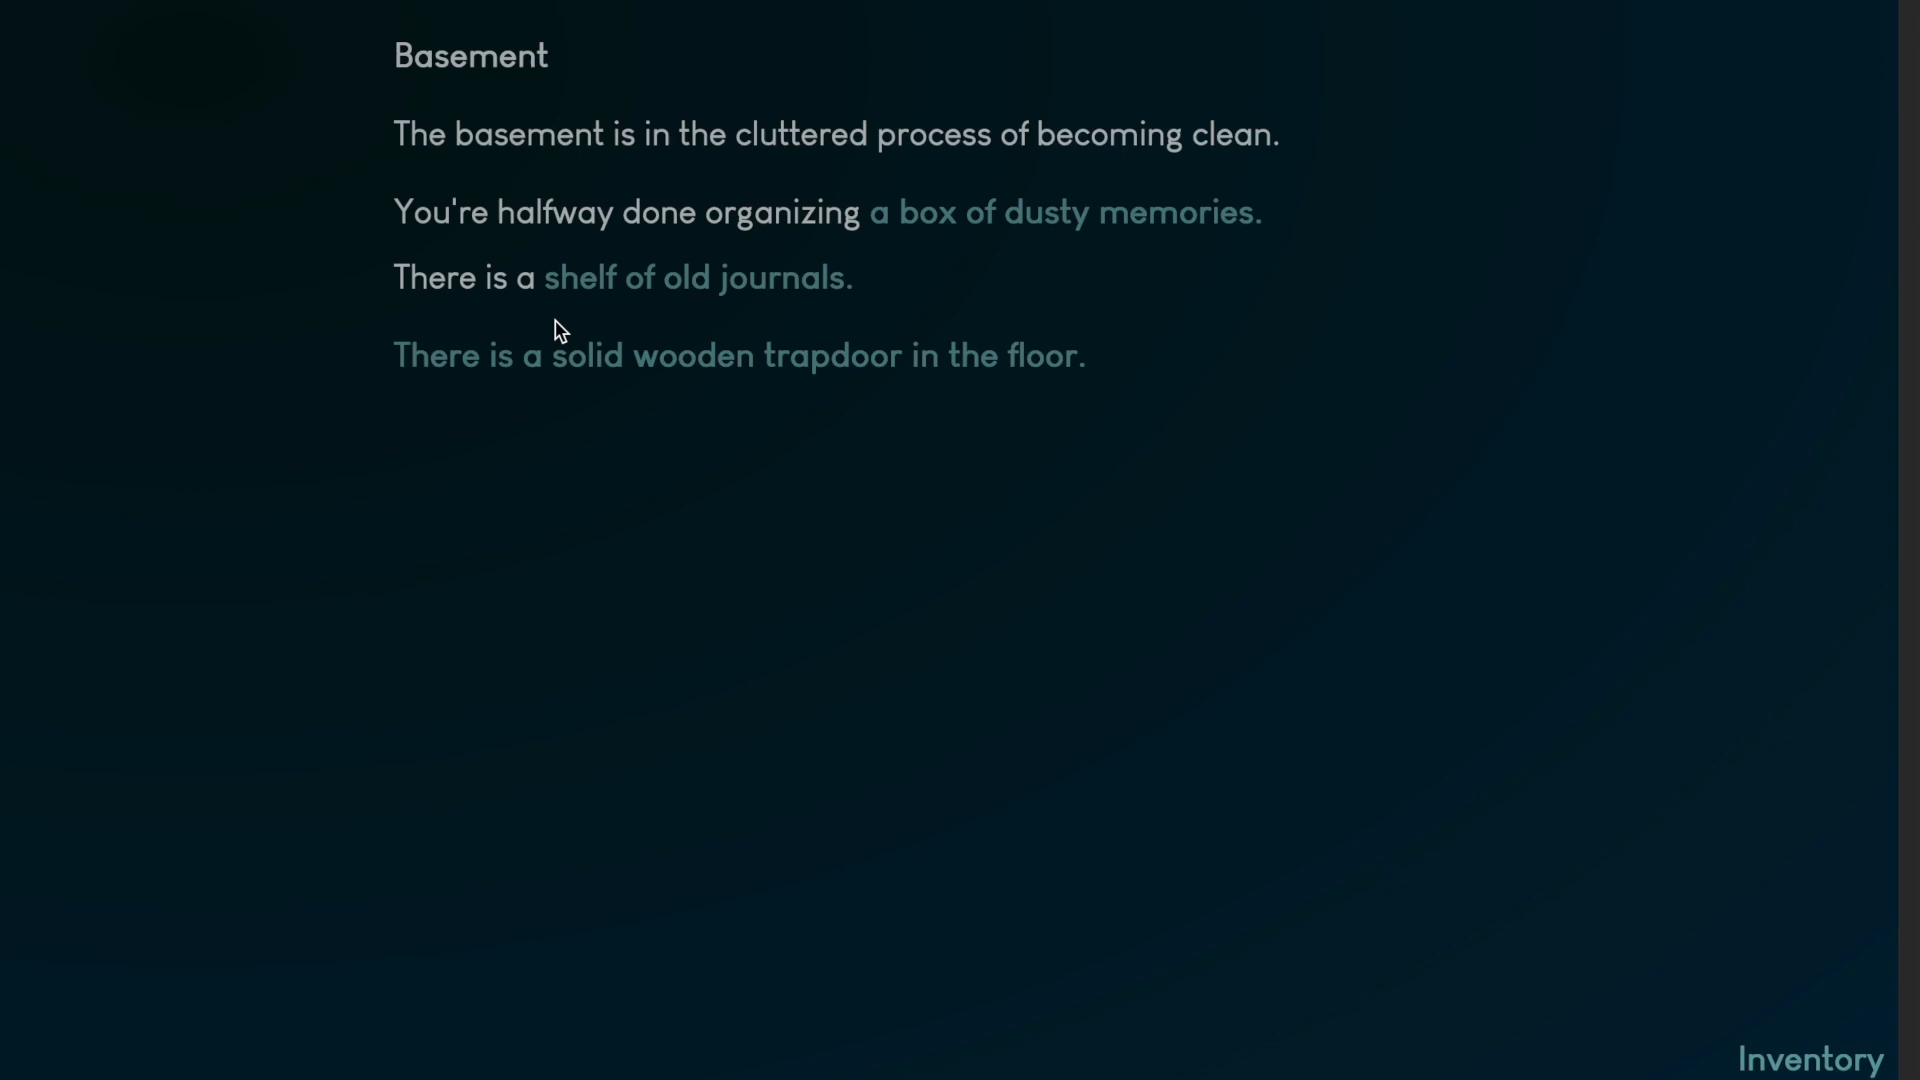 Basement
The basement is in the cluttered process of becoming clean.
You're halfway done organizing a box of dusty memories.
There is a shelf of old journals.
There is a solid wooden trapdoor in the floor.
Inventory